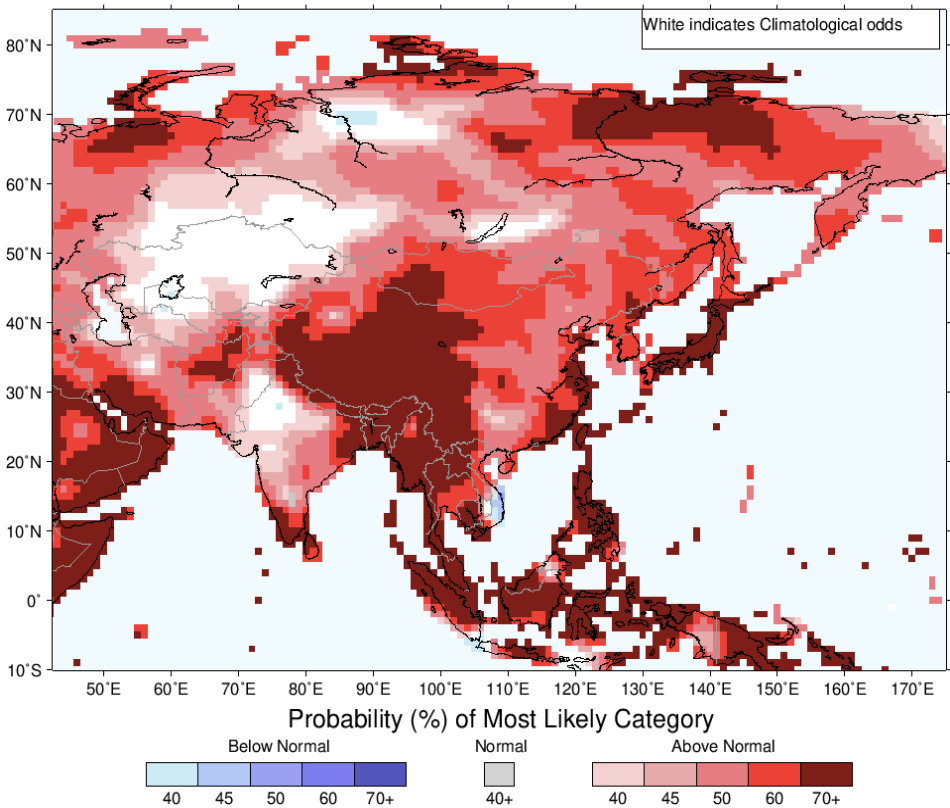 White indicates Climatological odds
80°N
70°N
60°N
50°N
40°N
30°N
20°N
10°N
0°
10°S
50°E 60°E 70°E 80°E 90°E 100°E 110°E 120°E 130°E 140°E 150°E 160°E 170°E
Probability (%) of Most Likely Category
Below Normal Normal Above Normal
40 45 50 60 70+ 40+ 40 45 50 60 70+